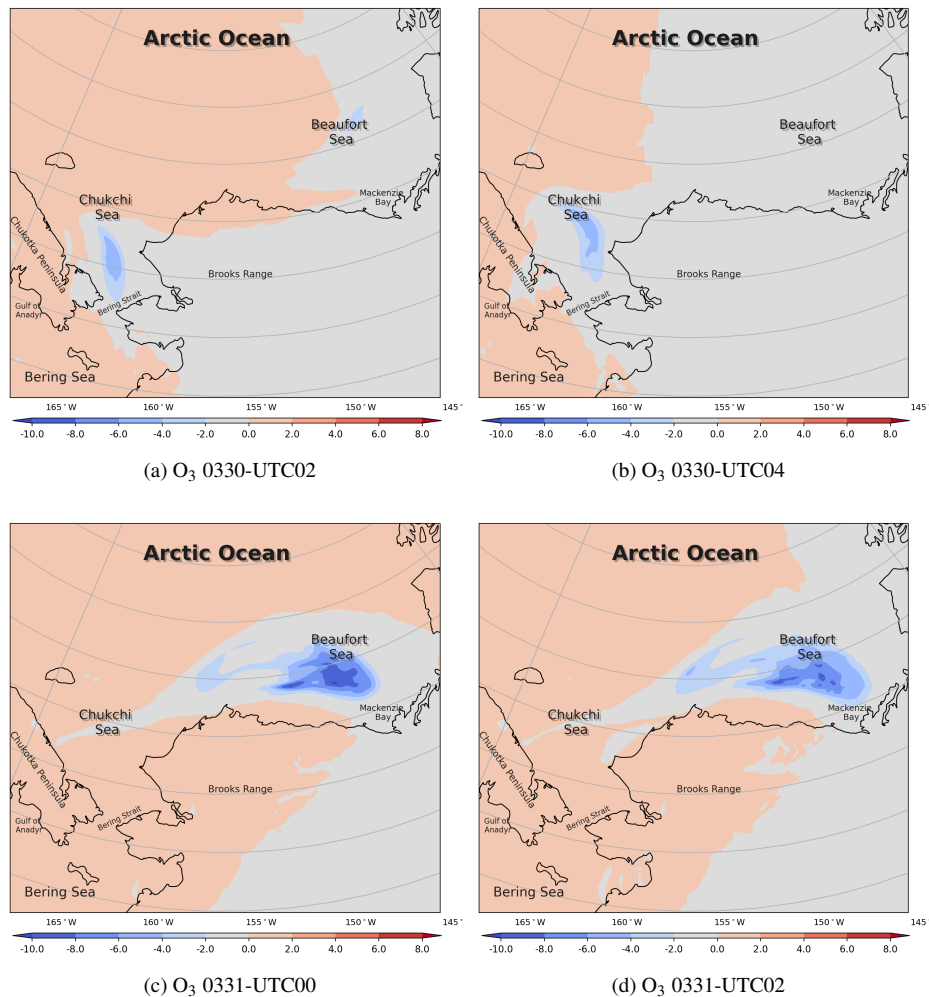 Arctic Ocean
Beaufort
Sea
Mackenzie
Bay
Chukchi
Sea
Chukotka Peninsula
Brooks Range
Bering Strait
Gulf of
Anadyr
Bering Sea
165°W 160°W 155°W 150°W 145°
-10.0 -8.0 -6.0 -4.0 -2.0 0.0 2.0 4.0 6.0 8.0
(a) O₃ 0330-UTC02
Arctic Ocean
Beaufort
Sea
Mackenzie
Bay
Chukchi
Sea
Chukotka Peninsula
Brooks Range
Bering Strait
Gulf of
Anadyr
Bering Sea
165°W 160°W 155°W 150°W 145°
-10.0 -8.0 -6.0 -4.0 -2.0 0.0 2.0 4.0 6.0 8.0
(b) O₃ 0330-UTC04
Arctic Ocean
Beaufort
Sea
Mackenzie
Bay
Chukchi
Sea
Chukotka Peninsula
Brooks Range
Bering Strait
Gulf of
Anadyr
Bering Sea
165°W 160°W 155°W 150°W 145°
-10.0 -8.0 -6.0 -4.0 -2.0 0.0 2.0 4.0 6.0 8.0
(c) O₃ 0331-UTC00
Arctic Ocean
Beaufort
Sea
Mackenzie
Bay
Chukchi
Sea
Chukotka Peninsula
Brooks Range
Bering Strait
Gulf of
Anadyr
Bering Sea
165°W 160°W 155°W 150°W 145°
-10.0 -8.0 -6.0 -4.0 -2.0 0.0 2.0 4.0 6.0 8.0
(d) O₃ 0331-UTC02